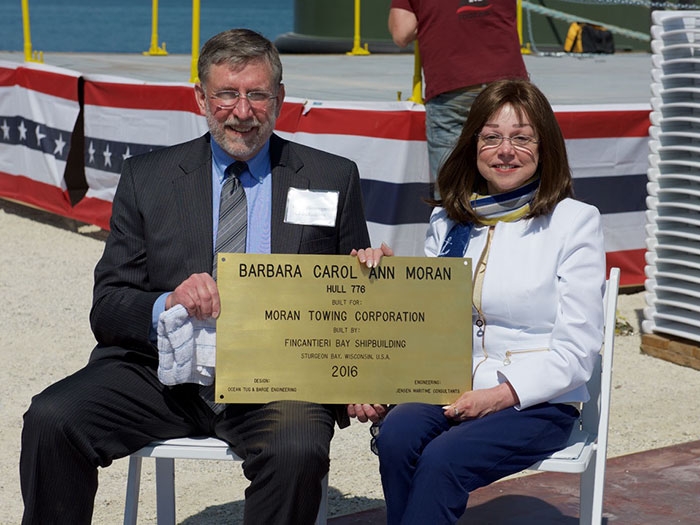 BARBARA CAROL ANN MORAN
HULL 776
BUILT FOR:
MORAN TOWING CORPORATION
BUILT BY:
FINCANTIERI BAY SHIPBUILDING
STURGEON BAY, WISCONSIN, U.S.A.
2016
DESIGN:
OCEAN TUG & BARGE ENGINEERING
ENGINEERING:
JENSEN MARITIME CONSULTANTS